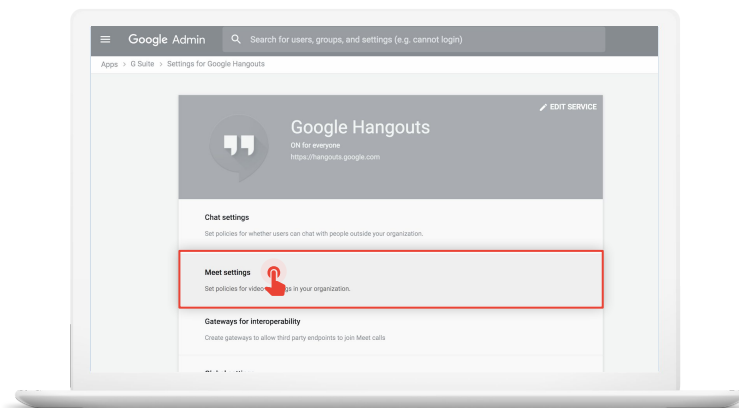 Google Admin
Search for users, groups, and settings (e.g. cannot login)
Apps > G Suite > Settings for Google Hangouts
EDIT SERVICE
Google Hangouts
ON for everyone
https://hangouts.google.com
Chat settings
Set policies for whether users can chat with people outside your organization.
Meet settings
Set policies for video in your organization.
Gateways for interoperability
Create gateways to allow third party endpoints to join Meet calls